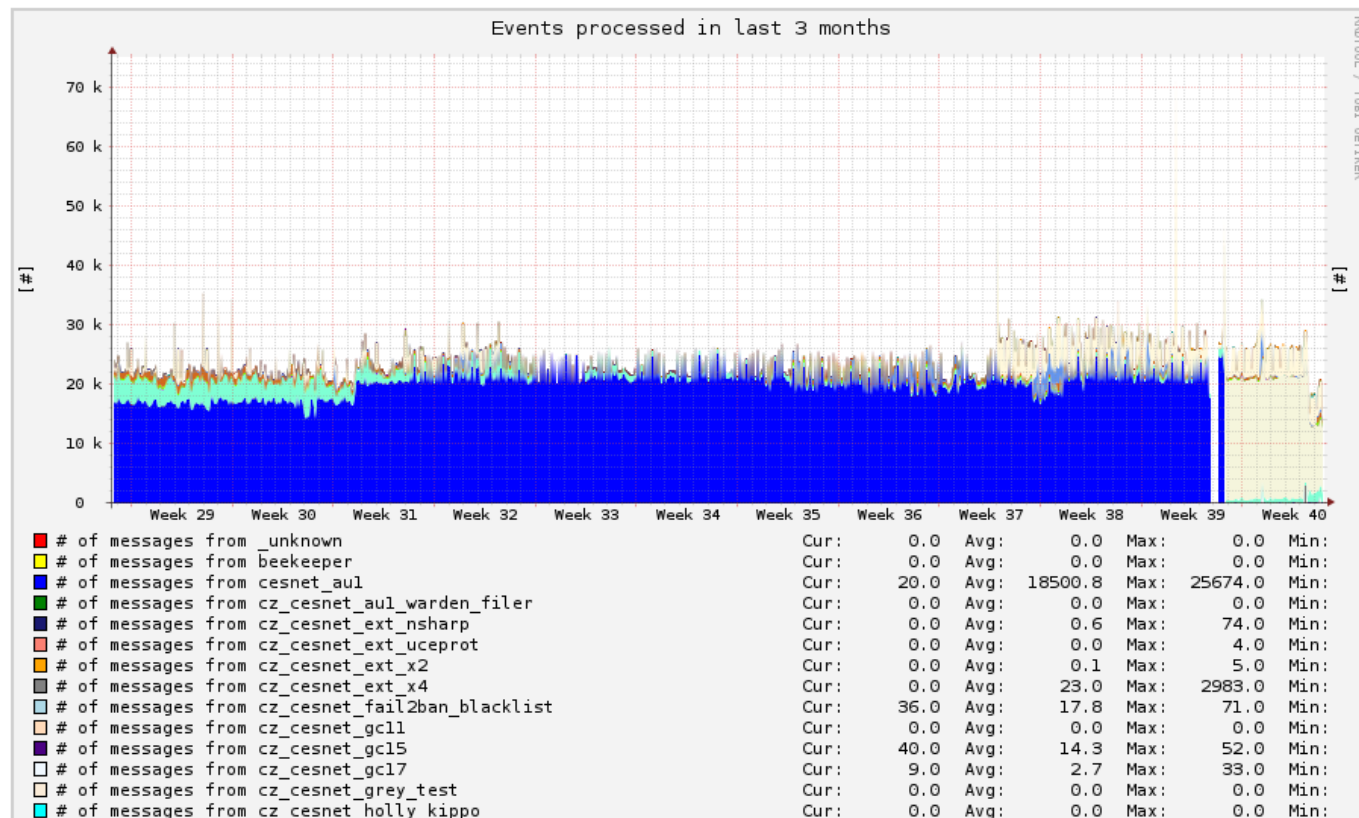 Events processed in last 3 months
70 k
60 k
50 k
40 k
30 k
20 k
10 k
0
[#]
[#]
Week 29 Week 30 Week 31 Week 32 Week 33 Week 34 Week 35 Week 36 Week 37 Week 38 Week 39 Week 40
# of messages from _unknown Cur: 0.0 Avg: 0.0 Max: 0.0 Min:
# of messages from beekeeper Cur: 0.0 Avg: 0.0 Max: 0.0 Min:
# of messages from cesnet_au1 Cur: 20.0 Avg: 18500.8 Max: 25674.0 Min:
# of messages from cz_cesnet_au1_warden_filer Cur: 0.0 Avg: 0.0 Max: 0.0 Min:
# of messages from cz_cesnet_ext_nsharp Cur: 0.0 Avg: 0.6 Max: 74.0 Min:
# of messages from cz_cesnet_ext_uceprot Cur: 0.0 Avg: 0.0 Max: 4.0 Min:
# of messages from cz_cesnet_ext_x2 Cur: 0.0 Avg: 0.1 Max: 5.0 Min:
# of messages from cz_cesnet_ext_x4 Cur: 0.0 Avg: 23.0 Max: 2983.0 Min:
# of messages from cz_cesnet_fail2ban_blacklist Cur: 36.0 Avg: 17.8 Max: 71.0 Min:
# of messages from cz_cesnet_gc11 Cur: 0.0 Avg: 0.0 Max: 0.0 Min:
# of messages from cz_cesnet_gc15 Cur: 40.0 Avg: 14.3 Max: 52.0 Min:
# of messages from cz_cesnet_gc17 Cur: 9.0 Avg: 2.7 Max: 33.0 Min:
# of messages from cz_cesnet_grey_test Cur: 0.0 Avg: 0.0 Max: 0.0 Min:
# of messages from cz_cesnet_holly_kippo Cur: 0.0 Avg: 0.0 Max: 0.0 Min: